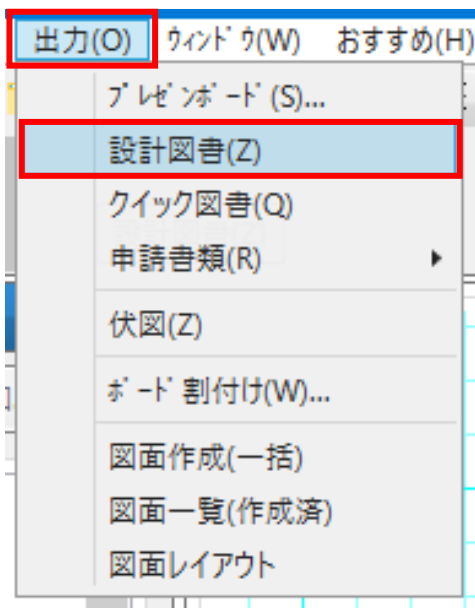 出力(O) ｳｨﾝﾄﾞｳ(W) おすすめ(H)
ﾌﾟﾚｾﾞﾝﾎﾞｰﾄﾞ(S)...
設計図書(Z)
クイック図書(Q)
申請書類(R)
伏図(Z)
ﾎﾞｰﾄﾞ割付け(W)...
図面作成(一括)
図面一覧(作成済)
図面レイアウト